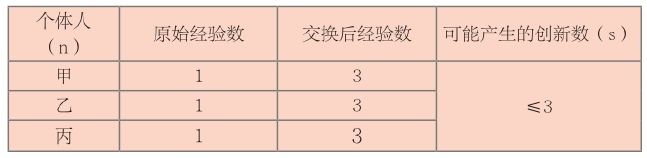 个体人
（n）
原始经验数
交换后经验数
可能产生的创新数（s）
甲
1
3
≤3
乙
1
3
丙
1
3